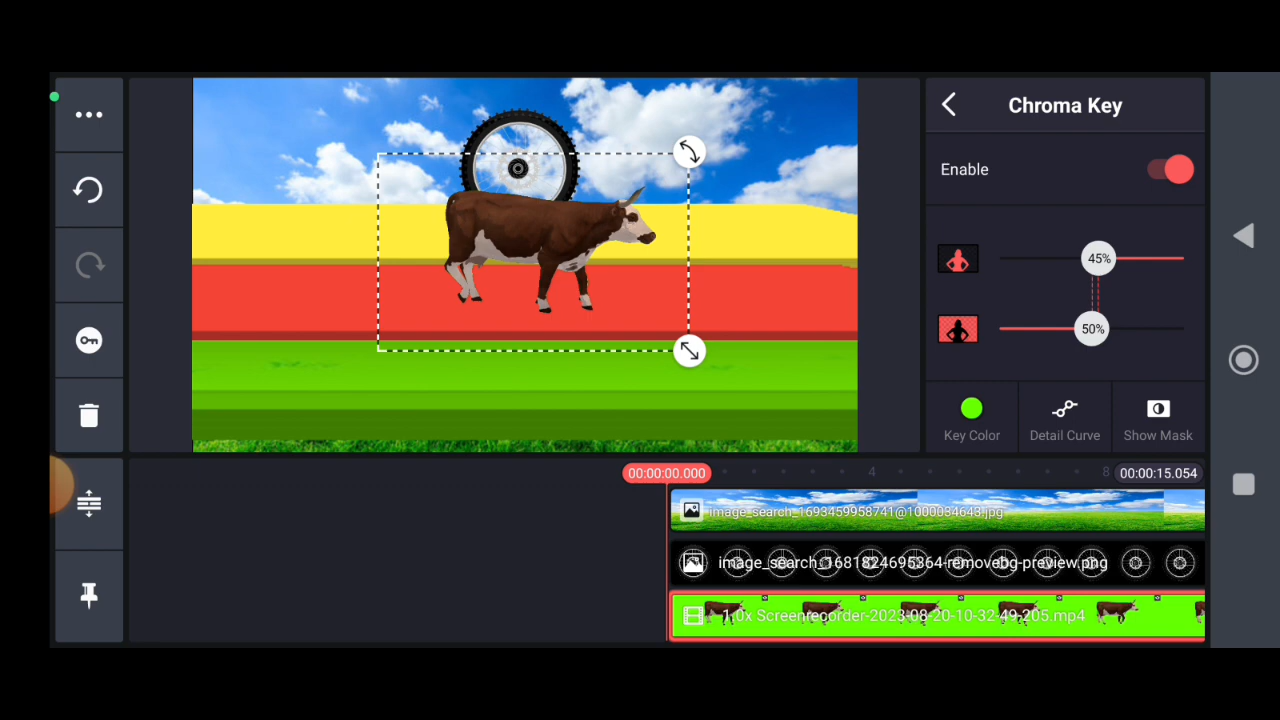 Chroma Key
Enable
45%
50%
Key Color
Detail Curve
Show Mask
00:00:00.000
4
8
00:00:15.054
image_search_1693459958741@1000084643.jpg
image_search_1681824695364-removebg-preview.png
1.0x Screenrecorder-2023-08-20-10-32-49-205.mp4